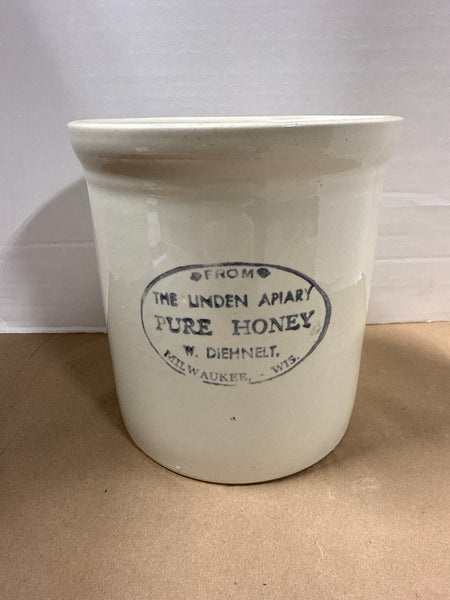 FROM
THE LINDEN APIARY
PURE HONEY
W. DIEHNELT.
MILWAUKEE, - WIS.